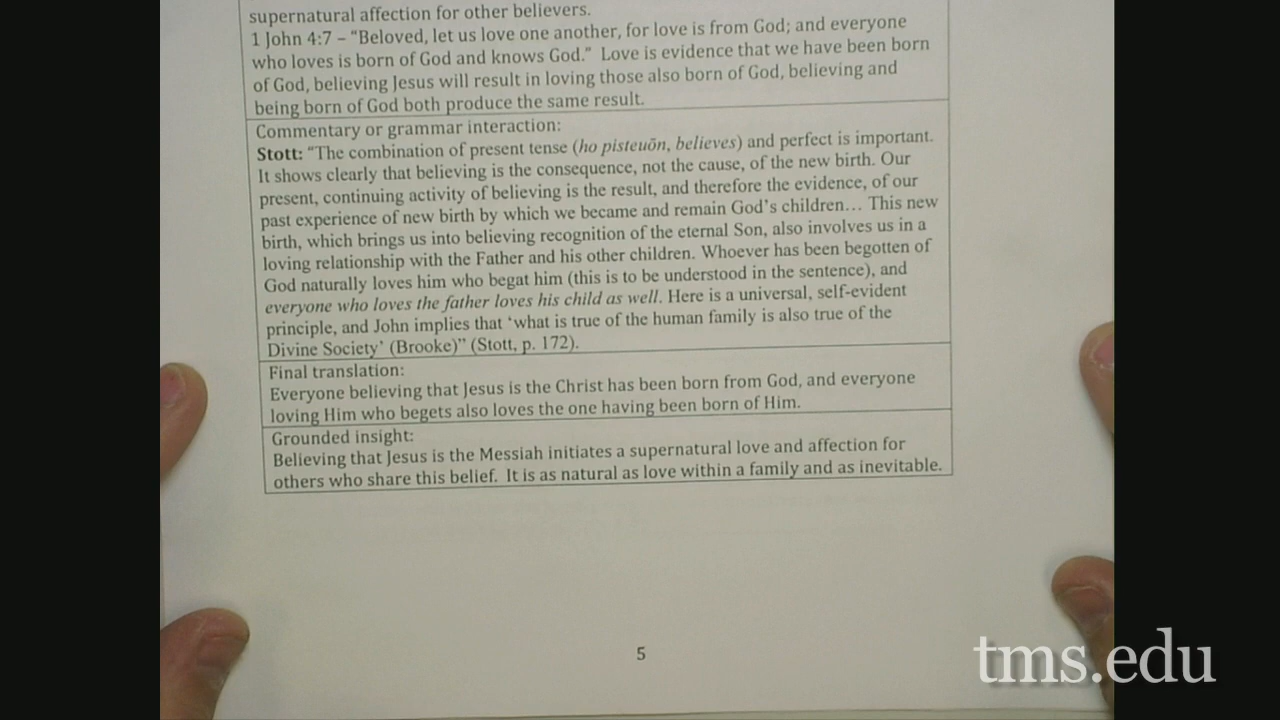 supernatural affection for other believers.
1 John 4:7 – “Beloved, let us love one another, for love is from God; and everyone
who loves is born of God and knows God.”  Love is evidence that we have been born
of God, believing Jesus will result in loving those also born of God, believing and
being born of God both produce the same result.
Commentary or grammar interaction:
Stott: “The combination of present tense (ho pisteuōn, believes) and perfect is important.
It shows clearly that believing is the consequence, not the cause, of the new birth. Our
present, continuing activity of believing is the result, and therefore the evidence, of our
past experience of new birth by which we became and remain God’s children… This new
birth, which brings us into believing recognition of the eternal Son, also involves us in a
loving relationship with the Father and his other children. Whoever has been begotten of
God naturally loves him who begat him (this is to be understood in the sentence), and
everyone who loves the father loves his child as well. Here is a universal, self-evident
principle, and John implies that ‘what is true of the human family is also true of the
Divine Society’ (Brooke)” (Stott, p. 172).
Final translation:
Everyone believing that Jesus is the Christ has been born from God, and everyone
loving Him who begets also loves the one having been born of Him.
Grounded insight:
Believing that Jesus is the Messiah initiates a supernatural love and affection for
others who share this belief.  It is as natural as love within a family and as inevitable.
5
tms.edu